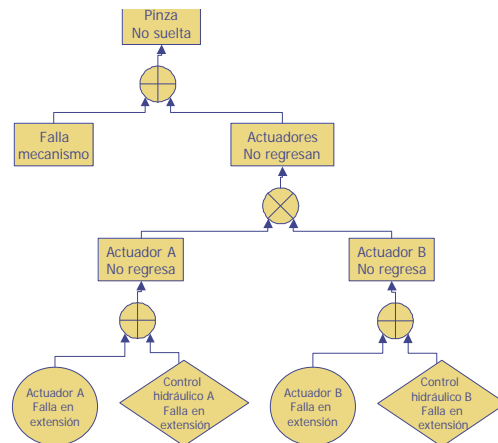 Pinza
No suelta
Falla
mecanismo
Actuadores
No regresan
Actuador A
No regresa
Actuador B
No regresa
Actuador A
Falla en
extensión
Control
hidráulico A
Falla en
extensión
Actuador B
Falla en
extensión
Control
hidráulico B
Falla en
extensión